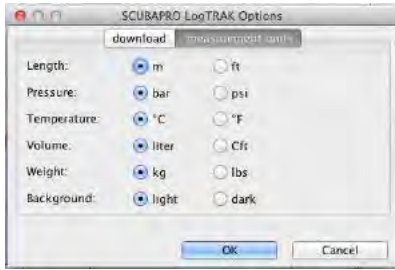 SCUBAPRO LogTRAK Options
download measurement units
Length: m ft
Pressure: bar psi
Temperature: °C °F
Volume: liter Cft
Weight: kg lbs
Background: light dark
OK Cancel